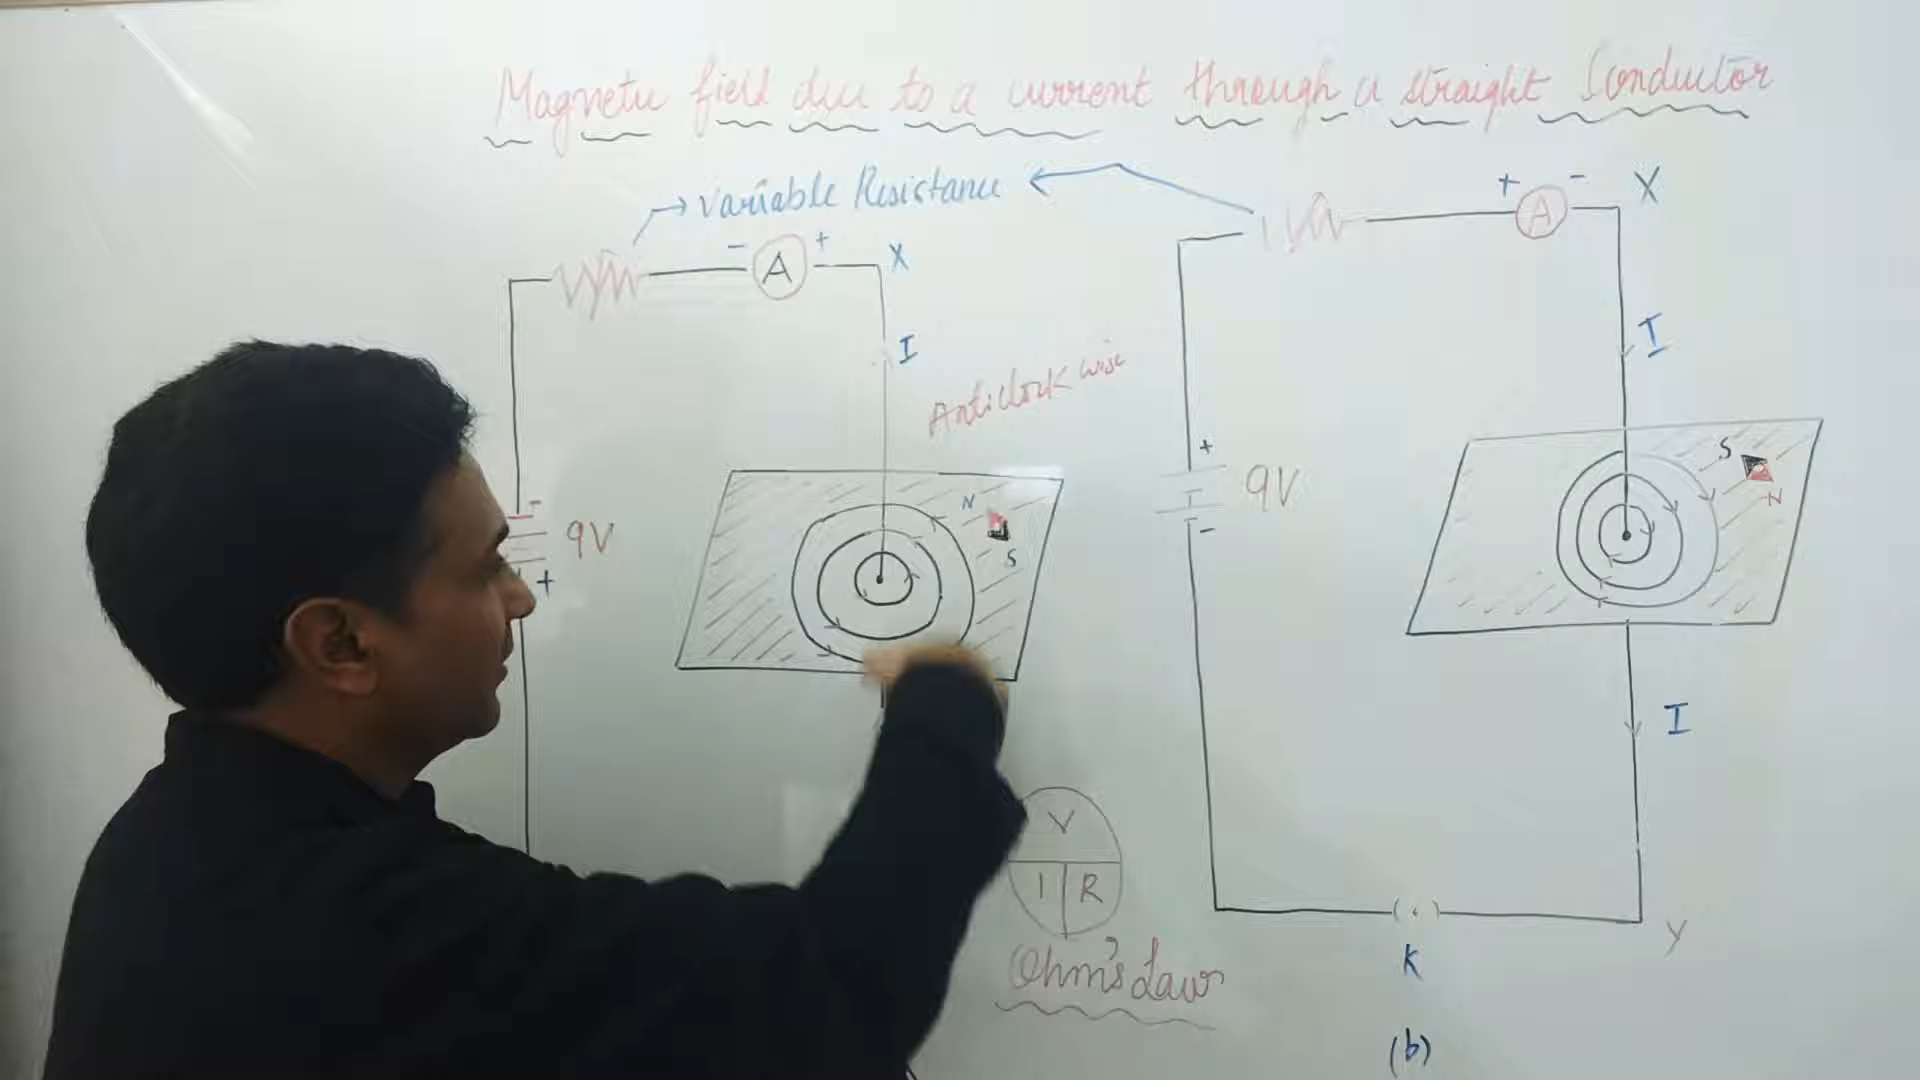 Magnetic field due to a current through a straight Conductor
→ Variable Resistance ←
- A + X
+ A - X
I
I
Anticlockwise
-
9V
+
N
S
+
9V
-
S
N
I
V
I R
Ohm's Law
K
Y
(b)